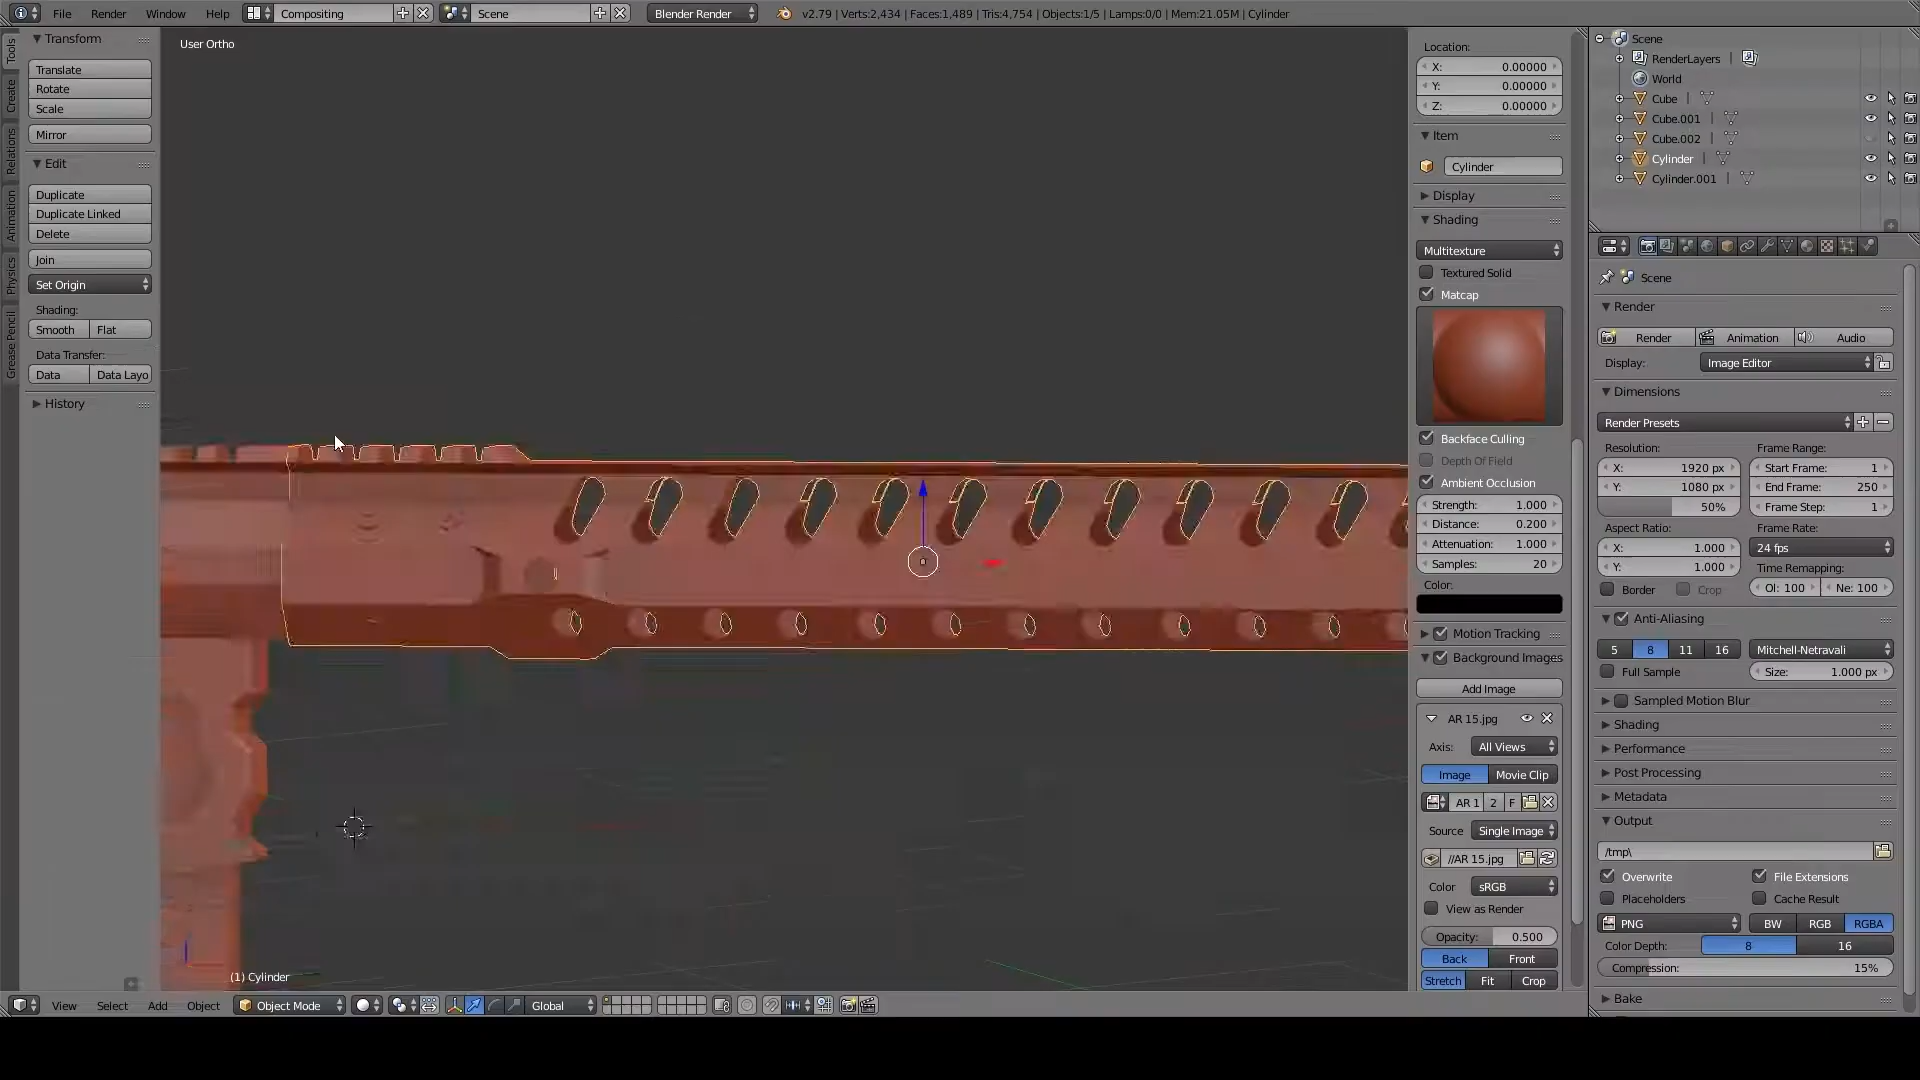 File Render Window Help Compositing Scene Blender Render v2.79 | Verts:2,434 | Faces:1,489 | Tris:4,754 | Objects:1/5 | Lamps:0/0 | Mem:21.05M | Cylinder
Tools
Create
Relations
Animation
Physics
Grease Pencil
Transform
Translate
Rotate
Scale
Mirror
Edit
Duplicate
Duplicate Linked
Delete
Join
Set Origin
Shading:
Smooth Flat
Data Transfer:
Data Data Layo
History
User Ortho
(1) Cylinder
Location:
X: 0.00000
Y: 0.00000
Z: 0.00000
Item
Cylinder
Display
Shading
Multitexture
Textured Solid
Matcap
Backface Culling
Depth Of Field
Ambient Occlusion
Strength: 1.000
Distance: 0.200
Attenuation: 1.000
Samples: 20
Color:
Motion Tracking
Background Images
Add Image
AR 15.jpg
Axis: All Views
Image Movie Clip
AR 1 2 F
Source Single Image
//AR 15.jpg
Color sRGB
View as Render
Opacity: 0.500
Back Front
Stretch Fit Crop
Scene
RenderLayers
World
Cube
Cube.001
Cube.002
Cylinder
Cylinder.001
Scene
Render
Render Animation Audio
Display: Image Editor
Dimensions
Render Presets
Resolution: Frame Range:
X: 1920 px Start Frame: 1
Y: 1080 px End Frame: 250
50% Frame Step: 1
Aspect Ratio: Frame Rate:
X: 1.000 24 fps
Y: 1.000 Time Remapping:
Border Crop Ol: 100 Ne: 100
Anti-Aliasing
5 8 11 16 Mitchell-Netravali
Full Sample Size: 1.000 px
Sampled Motion Blur
Shading
Performance
Post Processing
Metadata
Output
/tmp\
Overwrite File Extensions
Placeholders Cache Result
PNG BW RGB RGBA
Color Depth: 8 16
Compression: 15%
Bake
View Select Add Object Object Mode Global